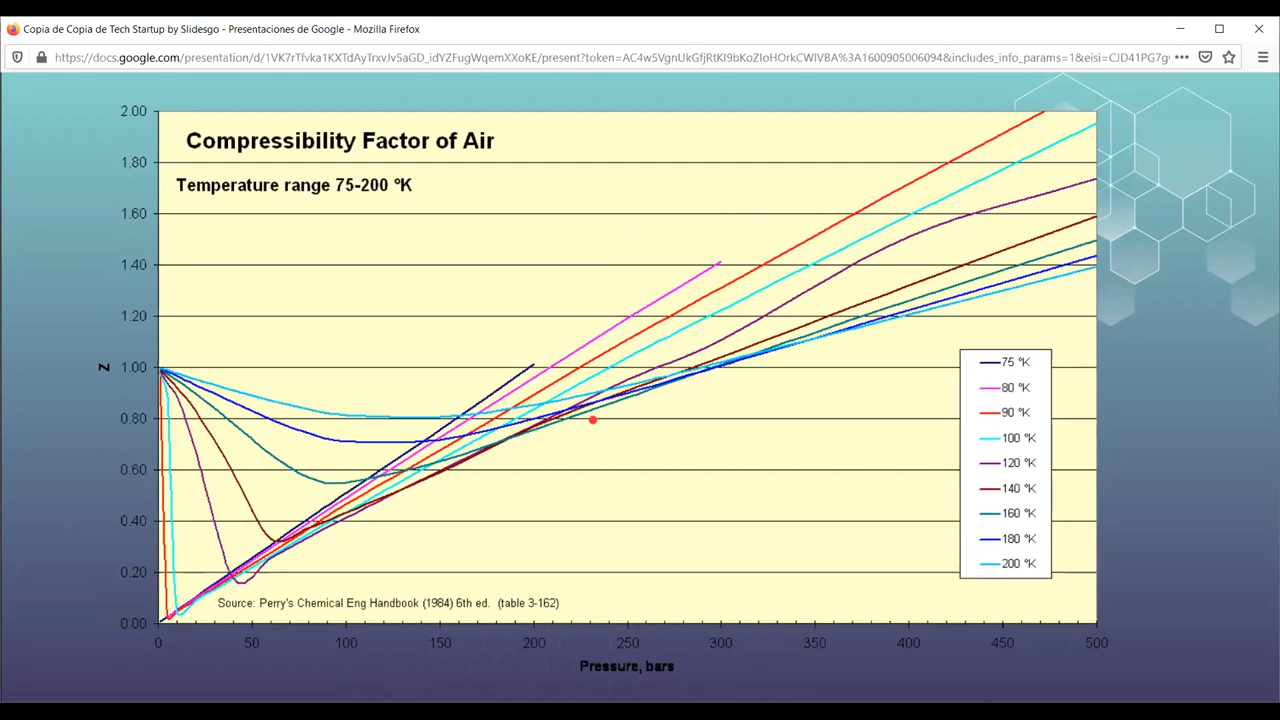 Copia de Copia de Tech Startup by Slidesgo - Presentaciones de Google - Mozilla Firefox
https://docs.google.com/presentation/d/1VK7rTfvka1KXTdAyTrxvJv5aGD_idYZFugWqemXXoKE/present?token=AC4w5VgnUkGfjRtKI9bKoZIoHOrkCWlVBA%3A1600905006094&includes_info_params=1&eisi=CJD41PG7g
Compressibility Factor of Air
Temperature range 75-200 °K
2.00
1.80
1.60
1.40
1.20
1.00
0.80
0.60
0.40
0.20
0.00
Z
75 °K
80 °K
90 °K
100 °K
120 °K
140 °K
160 °K
180 °K
200 °K
Source: Perry's Chemical Eng Handbook (1984) 6th ed. (table 3-162)
0 50 100 150 200 250 300 350 400 450 500
Pressure, bars